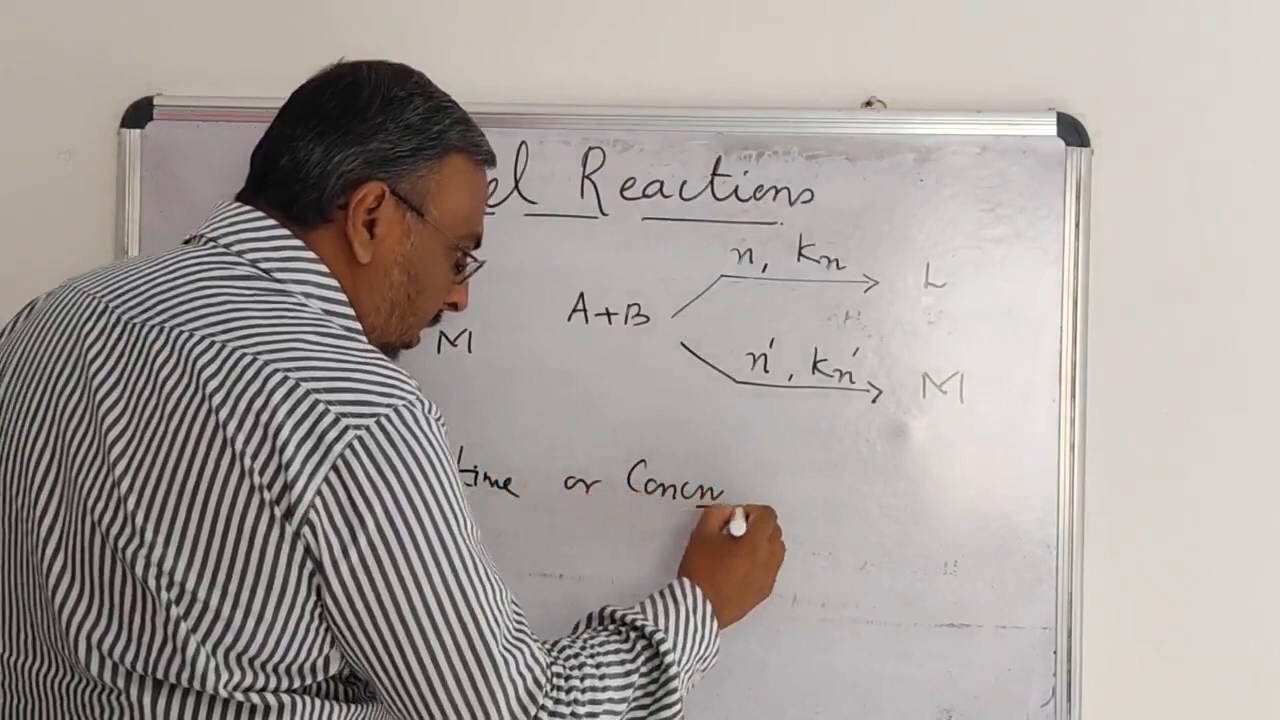 el Reactions
n, kn L
A+B
M
n', kn' M
time or Concn